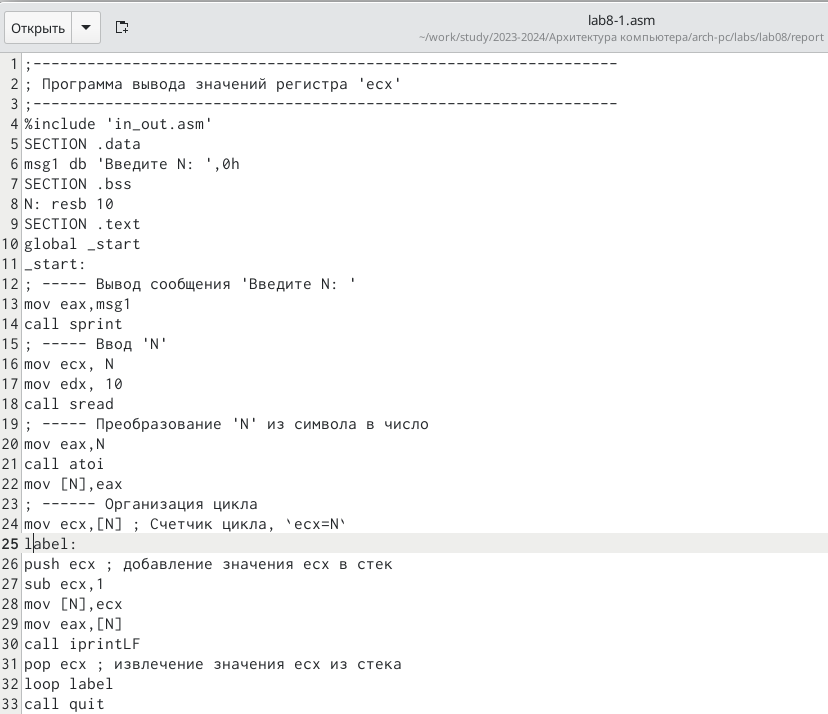 Открыть
lab8-1.asm
~/work/study/2023-2024/Архитектура компьютера/arch-pc/labs/lab08/report
1 ;-----------------------------------------------------------------
2 ; Программа вывода значений регистра 'ecx'
3 ;-----------------------------------------------------------------
4 %include 'in_out.asm'
5 SECTION .data
6 msg1 db 'Введите N: ',0h
7 SECTION .bss
8 N: resb 10
9 SECTION .text
10 global _start
11 _start:
12 ; ----- Вывод сообщения 'Введите N: '
13 mov eax,msg1
14 call sprint
15 ; ----- Ввод 'N'
16 mov ecx, N
17 mov edx, 10
18 call sread
19 ; ----- Преобразование 'N' из символа в число
20 mov eax,N
21 call atoi
22 mov [N],eax
23 ; ------ Организация цикла
24 mov ecx,[N] ; Счетчик цикла, `ecx=N`
25 label:
26 push ecx ; добавление значения ecx в стек
27 sub ecx,1
28 mov [N],ecx
29 mov eax,[N]
30 call iprintLF
31 pop ecx ; извлечение значения ecx из стека
32 loop label
33 call quit